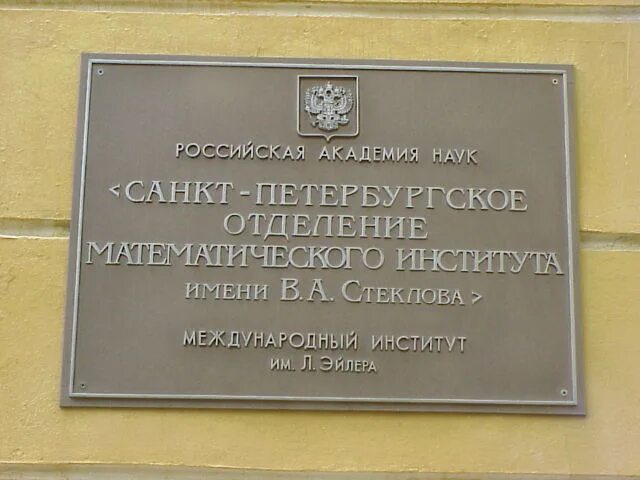 РОССИЙСКАЯ АКАДЕМИЯ НАУК
<САНКТ-ПЕТЕРБУРГСКОЕ
ОТДЕЛЕНИЕ
МАТЕМАТИЧЕСКОГО ИНСТИТУТА
ИМЕНИ В.А. СТЕКЛОВА>
МЕЖДУНАРОДНЫЙ ИНСТИТУТ
ИМ. Л. ЭЙЛЕРА